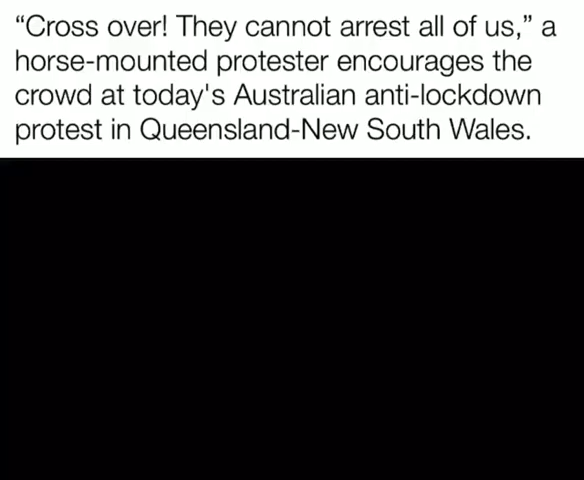 “Cross over! They cannot arrest all of us,” a
horse-mounted protester encourages the
crowd at today's Australian anti-lockdown
protest in Queensland-New South Wales.